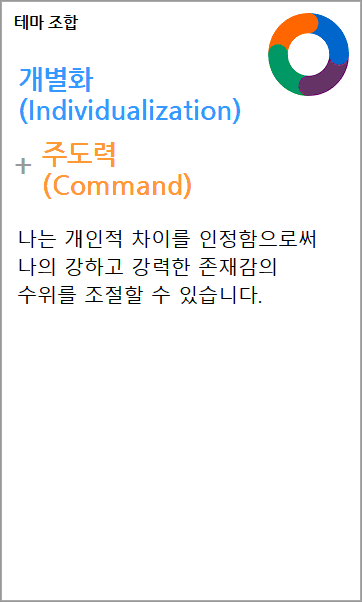 테마 조합
개별화
(Individualization)
+ 주도력
(Command)
나는 개인적 차이를 인정함으로써
나의 강하고 강력한 존재감의
수위를 조절할 수 있습니다.